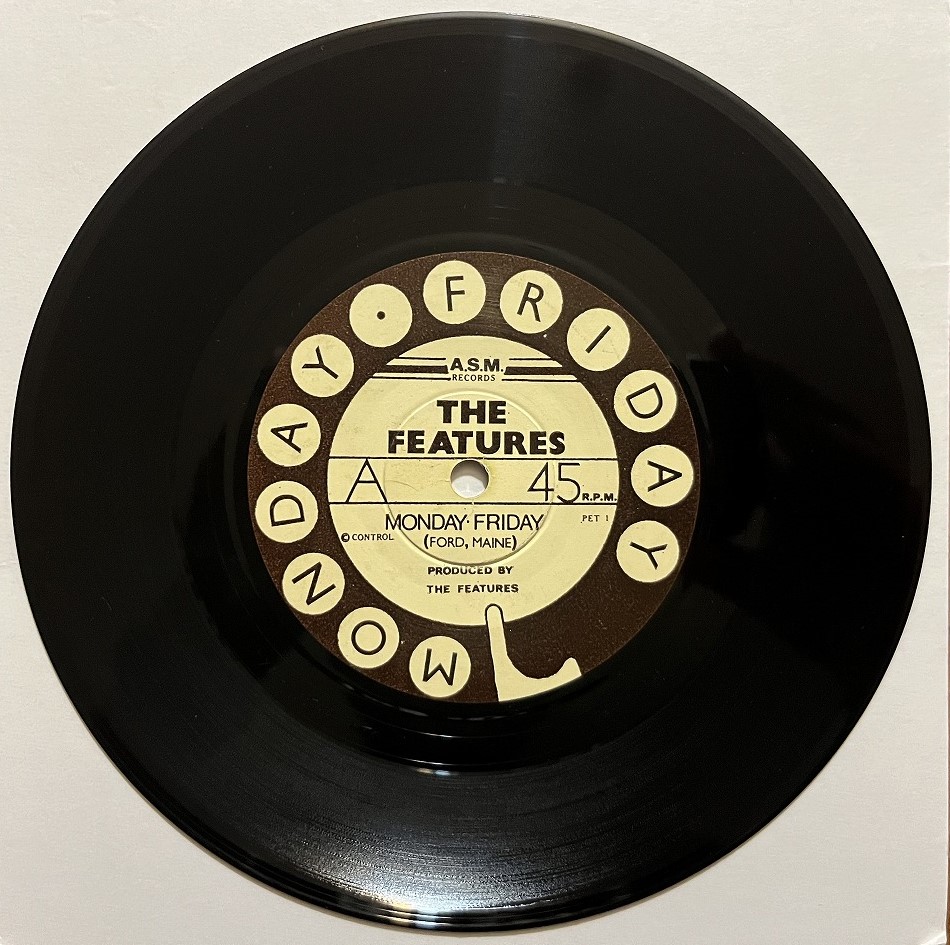 MONDAY·FRIDAY
A.S.M.
RECORDS
THE
FEATURES
A 45 R.P.M.
MONDAY·FRIDAY PET 1
© CONTROL (FORD, MAINE)
PRODUCED BY
THE FEATURES